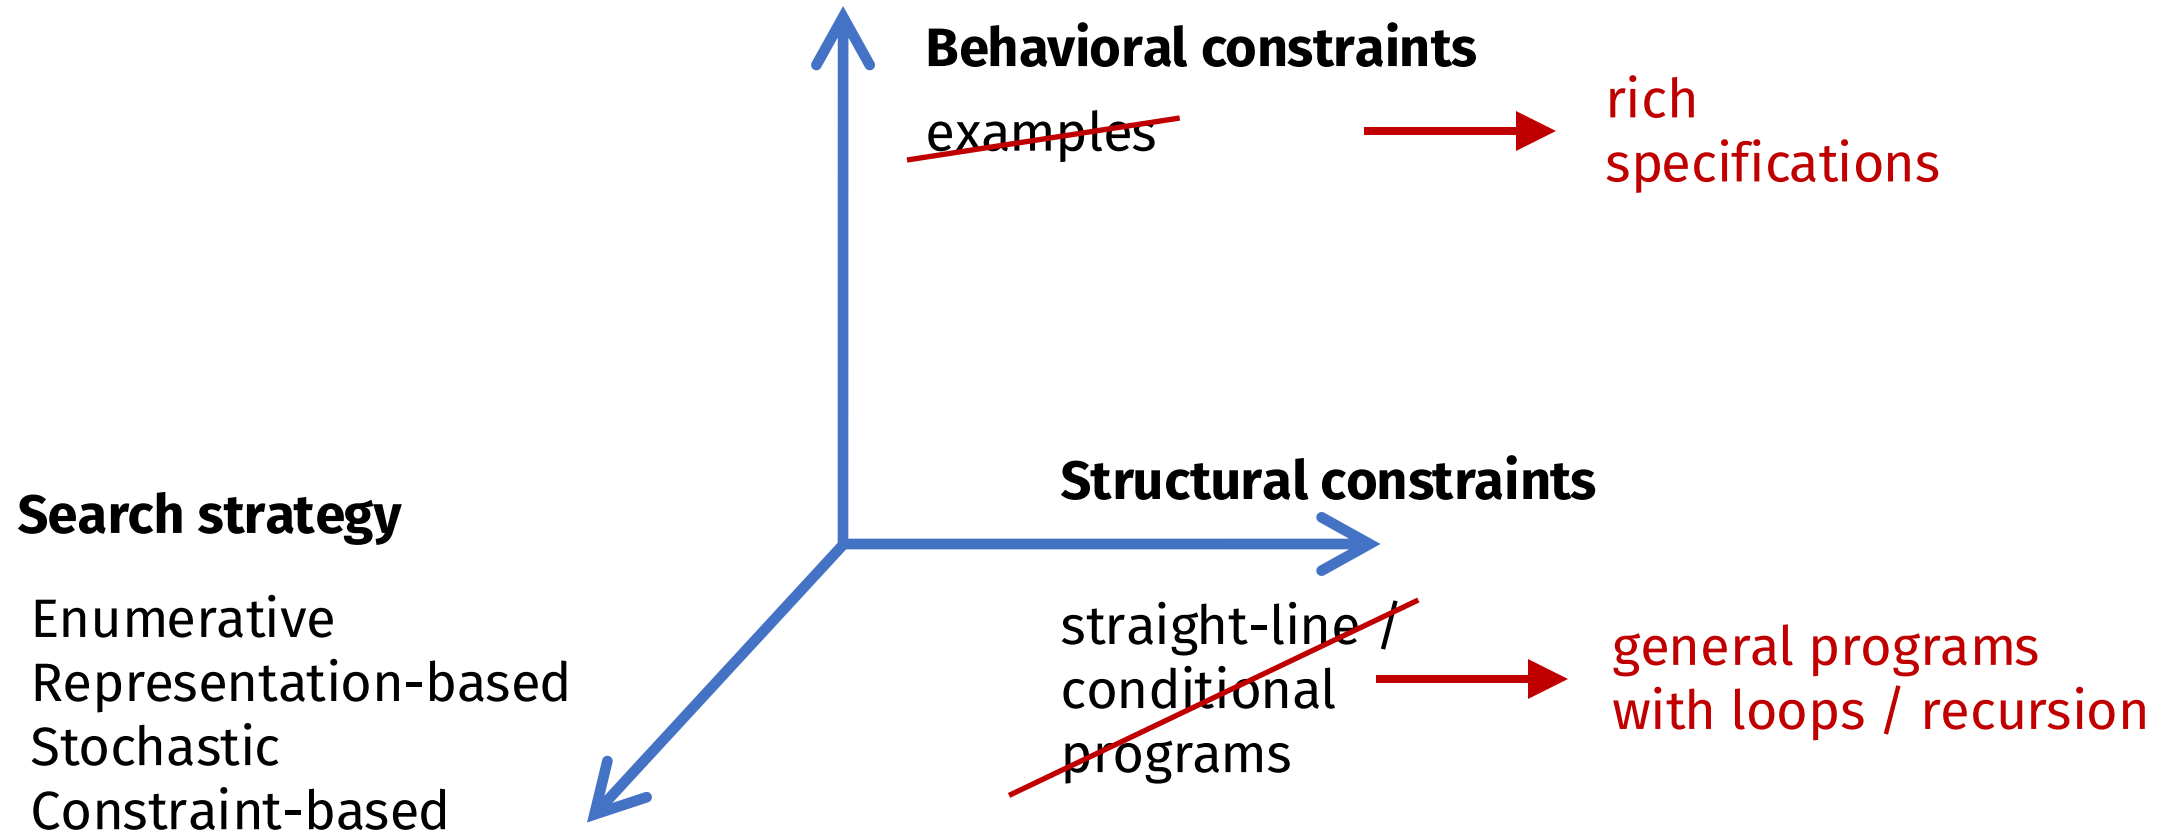 Behavioral constraints
examples
rich
specifications
Structural constraints
straight-line /
conditional
programs
general programs
with loops / recursion
Search strategy
Enumerative
Representation-based
Stochastic
Constraint-based